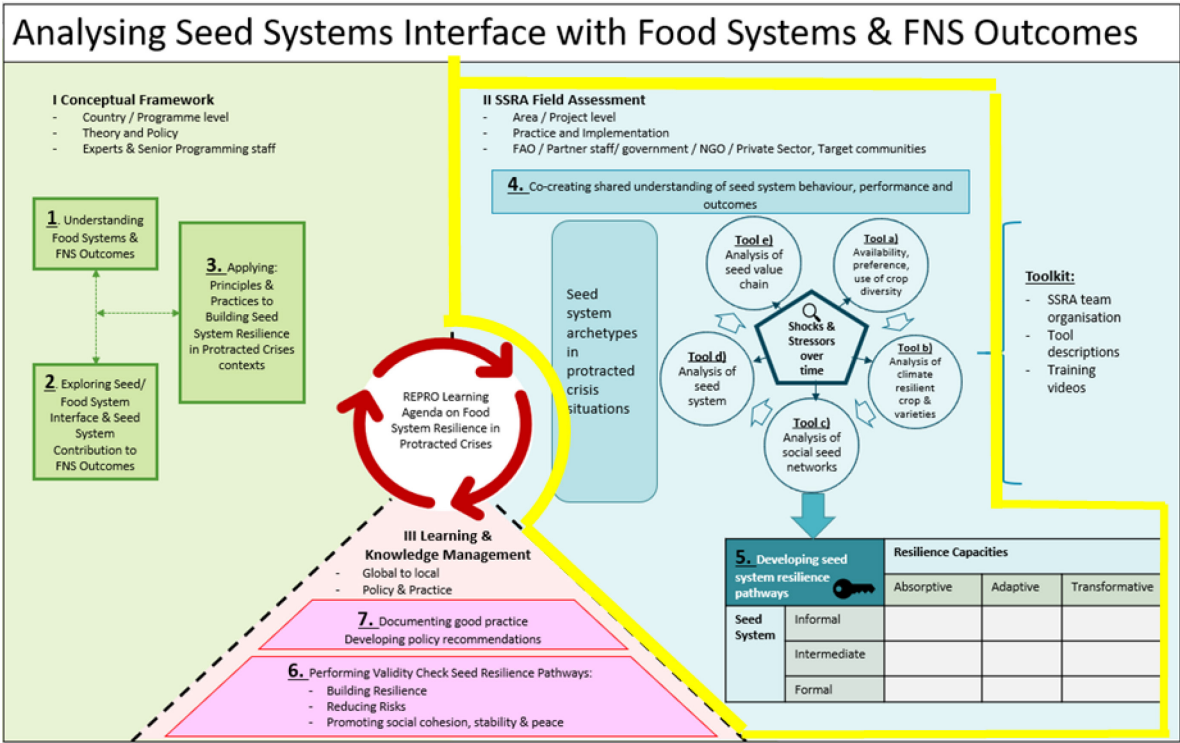 Analysing Seed Systems Interface with Food Systems & FNS Outcomes
I Conceptual Framework
- Country / Programme level
- Theory and Policy
- Experts & Senior Programming staff
1. Understanding
Food Systems &
FNS Outcomes
3. Applying:
Principles &
Practices to
Building Seed
System Resilience
in Protracted Crises
contexts
2. Exploring Seed/
Food System
Interface & Seed
System
Contribution to
FNS Outcomes
REPRO Learning
Agenda on Food
System Resilience in
Protracted Crises
II SSRA Field Assessment
- Area / Project level
- Practice and Implementation
- FAO / Partner staff/ government / NGO / Private Sector, Target communities
4. Co-creating shared understanding of seed system behaviour, performance and
outcomes
Seed
system
archetypes
in
protracted
crisis
situations
Tool e)
Analysis of
seed value
chain
Tool a)
Availability,
preference,
use of crop
diversity
Shocks &
Stressors
over
time
Tool d)
Analysis of
seed
system
Tool b)
Analysis of
climate
resilient
crop &
varieties
Tool c)
Analysis of
social seed
networks
Toolkit:
- SSRA team
organisation
- Tool
descriptions
- Training
videos
5. Developing seed
system resilience
pathways
Resilience Capacities
Absorptive
Adaptive
Transformative
Seed
System
Informal
Intermediate
Formal
III Learning &
Knowledge Management
- Global to local
- Policy & Practice
7. Documenting good practice
Developing policy recommendations
6. Performing Validity Check Seed Resilience Pathways:
- Building Resilience
- Reducing Risks
- Promoting social cohesion, stability & peace